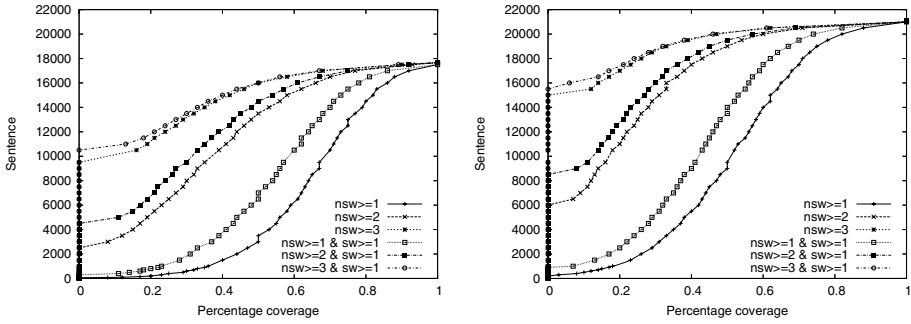 22000
20000
18000
16000
14000
12000
10000
8000
6000
4000
2000
0
Sentence
0 0.2 0.4 0.6 0.8 1
Percentage coverage
nsw>=1
nsw>=2
nsw>=3
nsw>=1 & sw>=1
nsw>=2 & sw>=1
nsw>=3 & sw>=1
22000
20000
18000
16000
14000
12000
10000
8000
6000
4000
2000
0
Sentence
0 0.2 0.4 0.6 0.8 1
Percentage coverage
nsw>=1
nsw>=2
nsw>=3
nsw>=1 & sw>=1
nsw>=2 & sw>=1
nsw>=3 & sw>=1